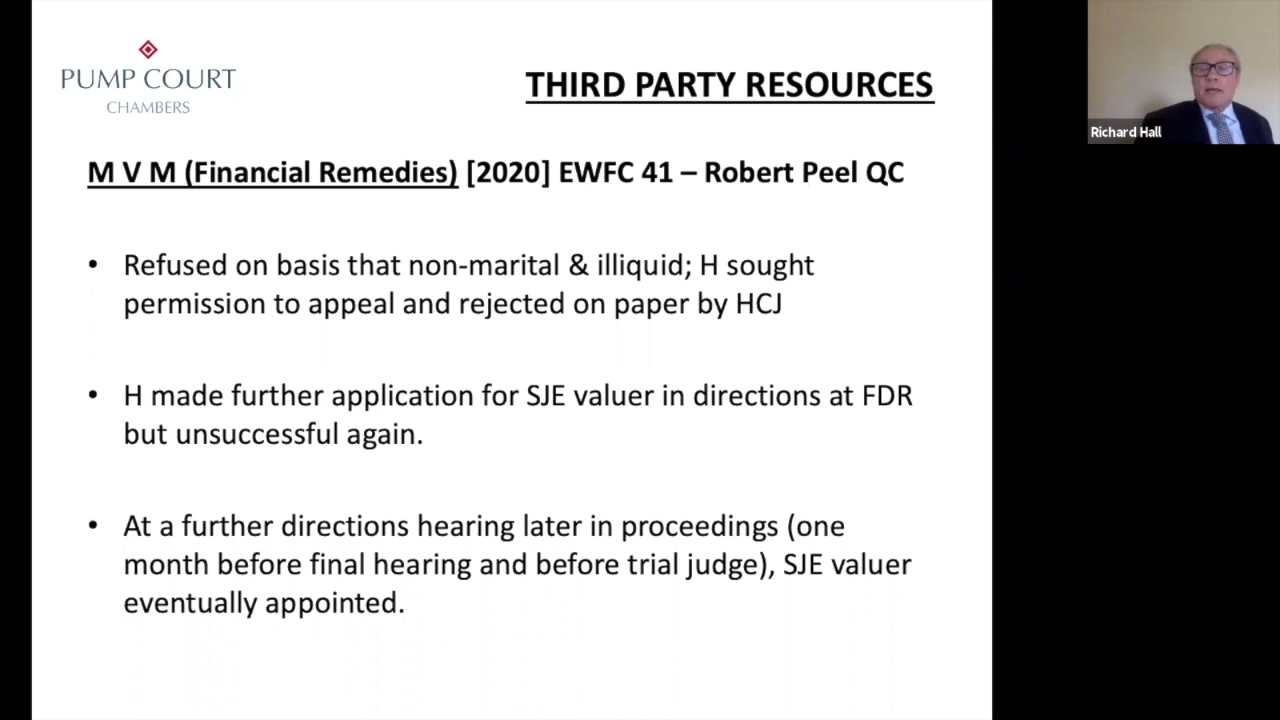 PUMP COURT
CHAMBERS
THIRD PARTY RESOURCES
Richard Hall
M V M (Financial Remedies) [2020] EWFC 41 – Robert Peel QC
• Refused on basis that non-marital & illiquid; H sought
permission to appeal and rejected on paper by HCJ
• H made further application for SJE valuer in directions at FDR
but unsuccessful again.
• At a further directions hearing later in proceedings (one
month before final hearing and before trial judge), SJE valuer
eventually appointed.